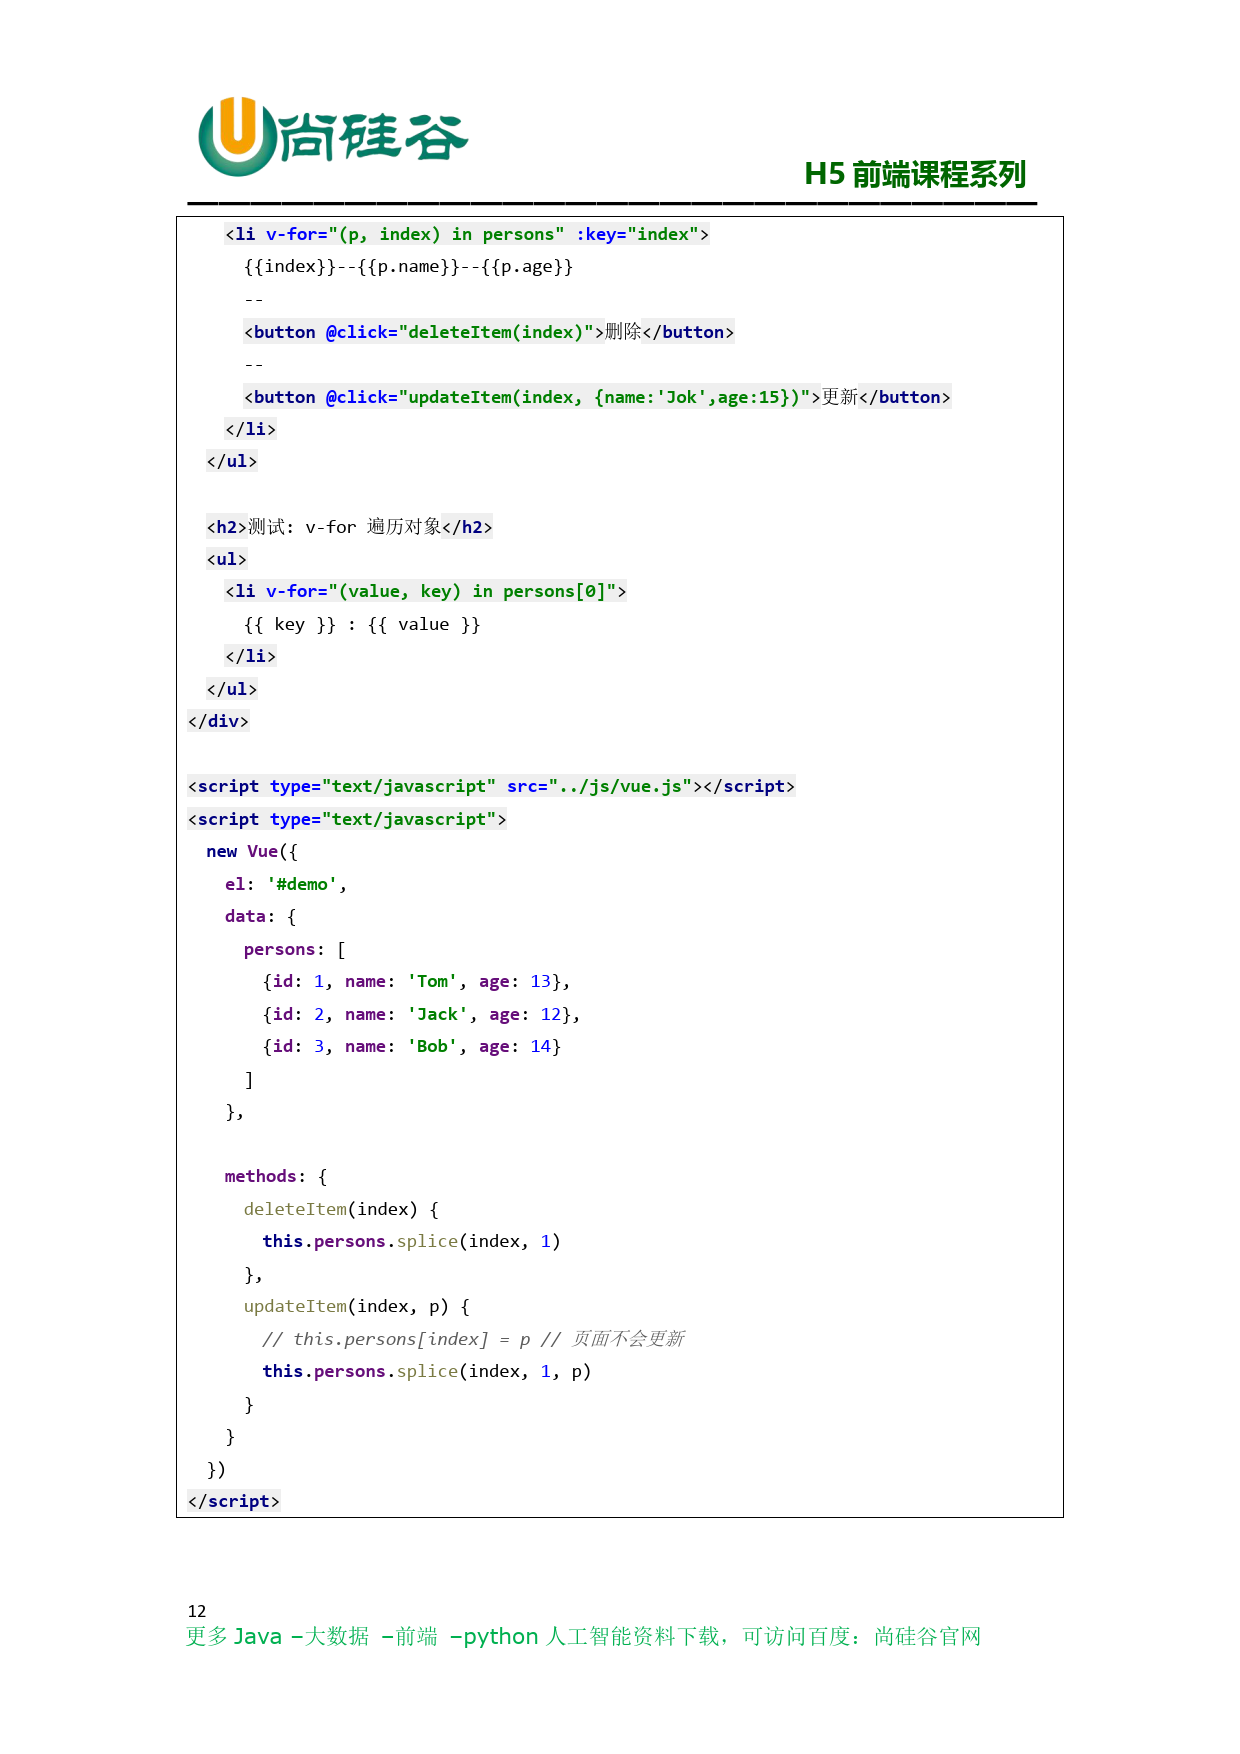 尚硅谷
H5 前端课程系列
<li v-for="(p, index) in persons" :key="index">
{{index}}--{{p.name}}--{{p.age}}
--
<button @click="deleteItem(index)">删除</button>
--
<button @click="updateItem(index, {name:'Jok',age:15})">更新</button>
</li>
</ul>
<h2>测试: v-for 遍历对象</h2>
<ul>
<li v-for="(value, key) in persons[0]">
{{ key }} : {{ value }}
</li>
</ul>
</div>
<script type="text/javascript" src="../js/vue.js"></script>
<script type="text/javascript">
new Vue({
el: '#demo',
data: {
persons: [
{id: 1, name: 'Tom', age: 13},
{id: 2, name: 'Jack', age: 12},
{id: 3, name: 'Bob', age: 14}
]
},
methods: {
deleteItem(index) {
this.persons.splice(index, 1)
},
updateItem(index, p) {
// this.persons[index] = p // 页面不会更新
this.persons.splice(index, 1, p)
}
}
})
</script>
12
更多 Java –大数据 –前端 –python 人工智能资料下载，可访问百度：尚硅谷官网